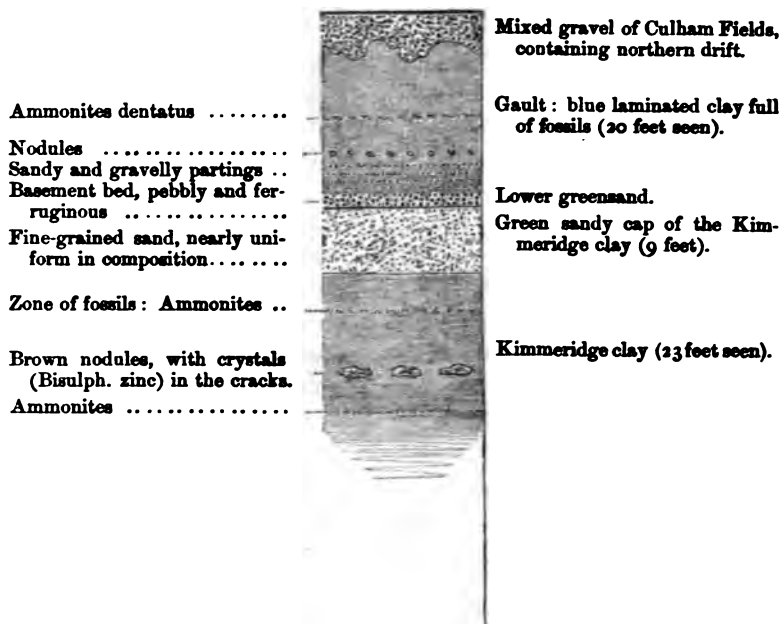 Mixed gravel of Culham Fields,
containing northern drift.
Ammonites dentatus ........
Gault : blue laminated clay full
of fossils (20 feet seen).
Nodules ..................
Sandy and gravelly partings ..
Basement bed, pebbly and fer-
ruginous ................
Lower greensand.
Fine-grained sand, nearly uni-
form in composition........
Green sandy cap of the Kim-
meridge clay (9 feet).
Zone of fossils : Ammonites ..
Brown nodules, with crystals
(Bisulph. zinc) in the cracks.
Kimmeridge clay (23 feet seen).
Ammonites ................